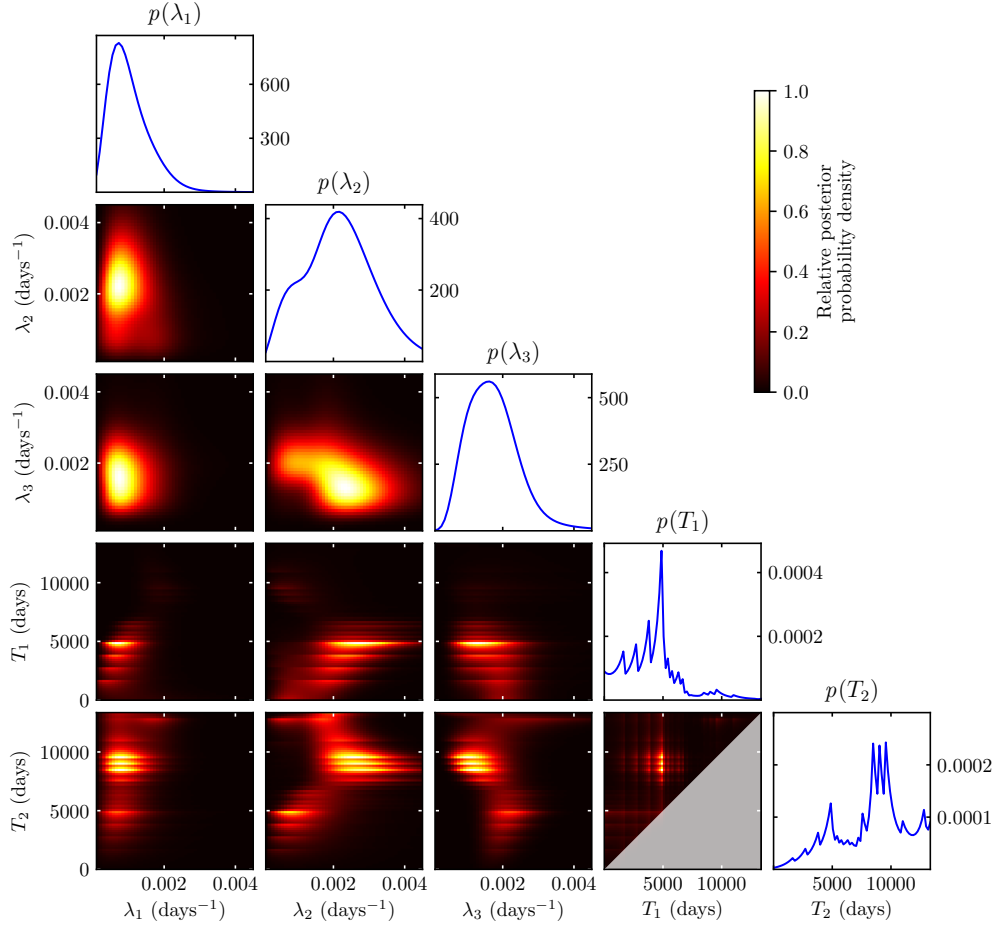 p(λ₁)
600
300
1.0
0.8
0.6
0.4
0.2
0.0
Relative posterior
probability density
p(λ₂)
0.004
0.002
λ₂ (days⁻¹)
400
200
p(λ₃)
0.004
0.002
λ₃ (days⁻¹)
500
250
p(T₁)
10000
5000
0
T₁ (days)
0.0004
0.0002
p(T₂)
10000
5000
0
T₂ (days)
0.0002
0.0001
0.002 0.004 0.002 0.004 0.002 0.004 5000 10000 5000 10000
λ₁ (days⁻¹) λ₂ (days⁻¹) λ₃ (days⁻¹) T₁ (days) T₂ (days)